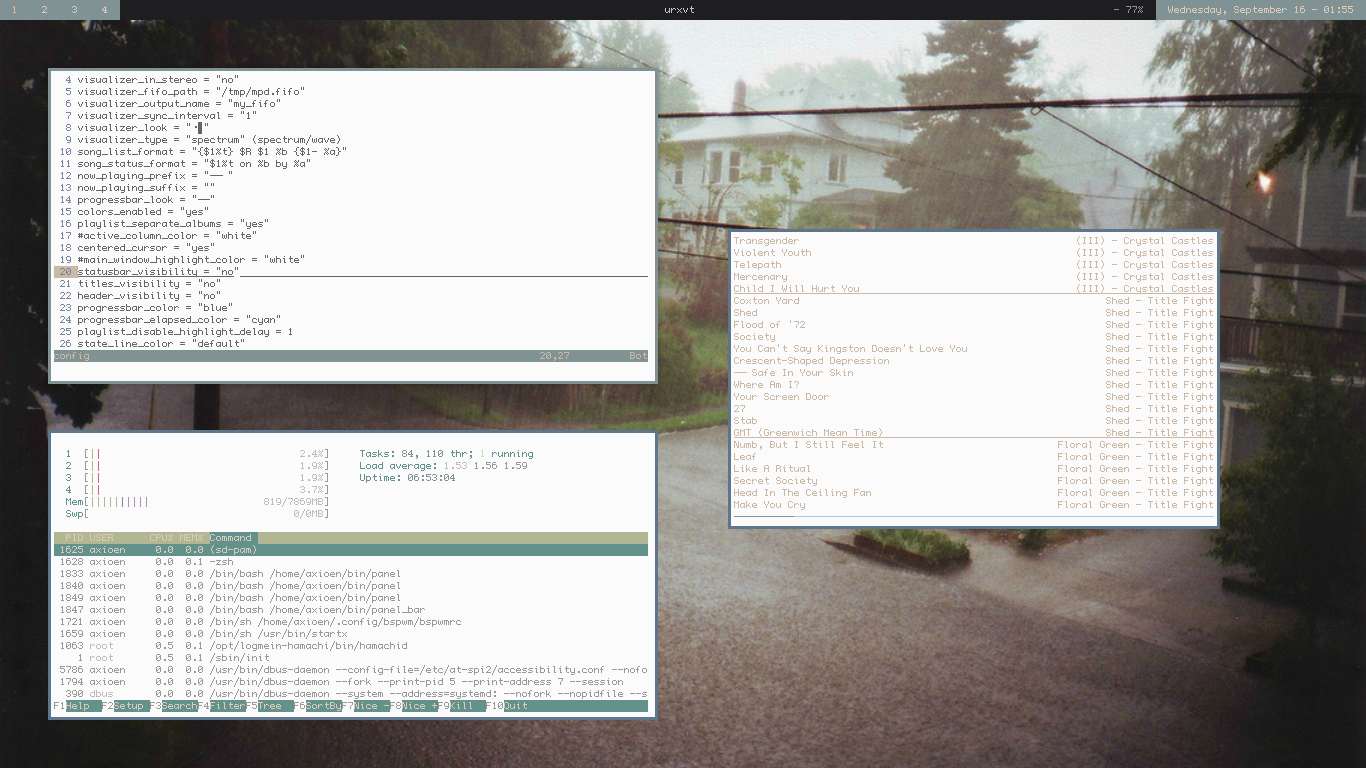 1 2 3 4
urxvt
- 77%
Wednesday, September 16 - 01:55
4 visualizer_in_stereo = "no"
5 visualizer_fifo_path = "/tmp/mpd.fifo"
6 visualizer_output_name = "my_fifo"
7 visualizer_sync_interval = "1"
8 visualizer_look = "·▌"
9 visualizer_type = "spectrum" (spectrum/wave)
10 song_list_format = "{$1%t} $R $1 %b {$1- %a}"
11 song_status_format = "$1%t on %b by %a"
12 now_playing_prefix = "── "
13 now_playing_suffix = ""
14 progressbar_look = "──"
15 colors_enabled = "yes"
16 playlist_separate_albums = "yes"
17 #active_column_color = "white"
18 centered_cursor = "yes"
19 #main_window_highlight_color = "white"
20 statusbar_visibility = "no"
21 titles_visibility = "no"
22 header_visibility = "no"
23 progressbar_color = "blue"
24 progressbar_elapsed_color = "cyan"
25 playlist_disable_highlight_delay = 1
26 state_line_color = "default"
config 20,27 Bot
Transgender (III) - Crystal Castles
Violent Youth (III) - Crystal Castles
Telepath (III) - Crystal Castles
Mercenary (III) - Crystal Castles
Child I Will Hurt You (III) - Crystal Castles
Coxton Yard Shed - Title Fight
Shed Shed - Title Fight
Flood of '72 Shed - Title Fight
Society Shed - Title Fight
You Can't Say Kingston Doesn't Love You Shed - Title Fight
Crescent-Shaped Depression Shed - Title Fight
── Safe In Your Skin Shed - Title Fight
Where Am I? Shed - Title Fight
Your Screen Door Shed - Title Fight
27 Shed - Title Fight
Stab Shed - Title Fight
GMT (Greenwich Mean Time) Shed - Title Fight
Numb, But I Still Feel It Floral Green - Title Fight
Leaf Floral Green - Title Fight
Like A Ritual Floral Green - Title Fight
Secret Society Floral Green - Title Fight
Head In The Ceiling Fan Floral Green - Title Fight
Make You Cry Floral Green - Title Fight
1 [|| 2.4%] Tasks: 84, 110 thr; 1 running
2 [|| 1.9%] Load average: 1.53 1.56 1.59
3 [|| 1.9%] Uptime: 06:53:04
4 [|| 3.7%]
Mem[|||||||||| 819/7869MB]
Swp[ 0/0MB]
PID USER CPU% MEM% Command
1625 axioen 0.0 0.0 (sd-pam)
1628 axioen 0.0 0.1 -zsh
1833 axioen 0.0 0.0 /bin/bash /home/axioen/bin/panel
1840 axioen 0.0 0.0 /bin/bash /home/axioen/bin/panel
1849 axioen 0.0 0.0 /bin/bash /home/axioen/bin/panel
1847 axioen 0.0 0.0 /bin/bash /home/axioen/bin/panel_bar
1721 axioen 0.0 0.0 /bin/sh /home/axioen/.config/bspwm/bspwmrc
1659 axioen 0.0 0.0 /bin/sh /usr/bin/startx
1063 root 0.5 0.1 /opt/logmein-hamachi/bin/hamachid
1 root 0.5 0.1 /sbin/init
5786 axioen 0.0 0.0 /usr/bin/dbus-daemon --config-file=/etc/at-spi2/accessibility.conf --nofo
1794 axioen 0.0 0.0 /usr/bin/dbus-daemon --fork --print-pid 5 --print-address 7 --session
390 dbus 0.0 0.0 /usr/bin/dbus-daemon --system --address=systemd: --nofork --nopidfile --s
F1Help F2Setup F3SearchF4FilterF5Tree F6SortByF7Nice -F8Nice +F9Kill F10Quit